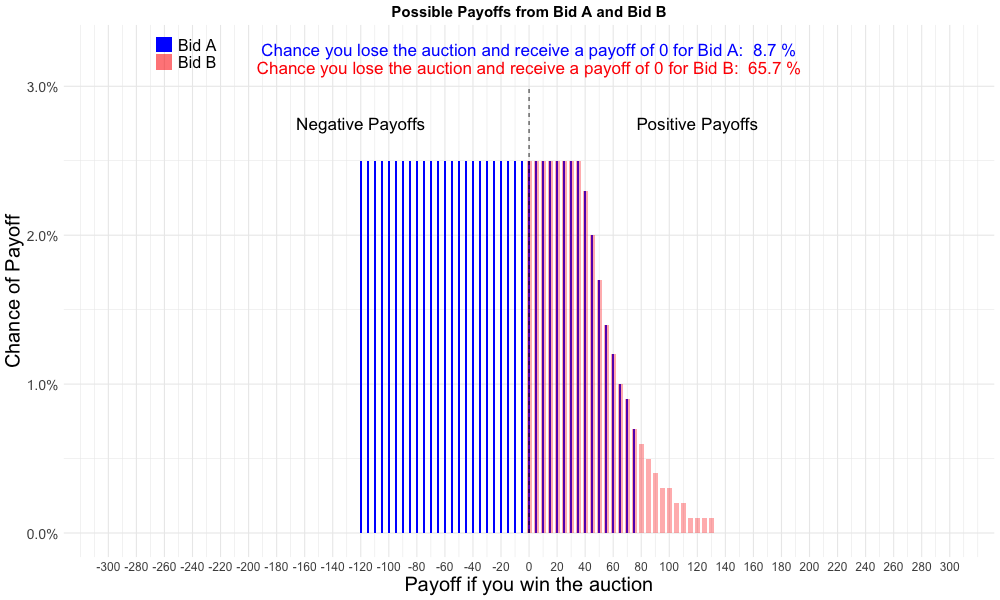 Possible Payoffs from Bid A and Bid B
Bid A
Bid B
Chance you lose the auction and receive a payoff of 0 for Bid A: 8.7 %
Chance you lose the auction and receive a payoff of 0 for Bid B: 65.7 %
Negative Payoffs
Positive Payoffs
Chance of Payoff
3.0%
2.0%
1.0%
0.0%
-300 -280 -260 -240 -220 -200 -180 -160 -140 -120 -100 -80 -60 -40 -20 0 20 40 60 80 100 120 140 160 180 200 220 240 260 280 300
Payoff if you win the auction